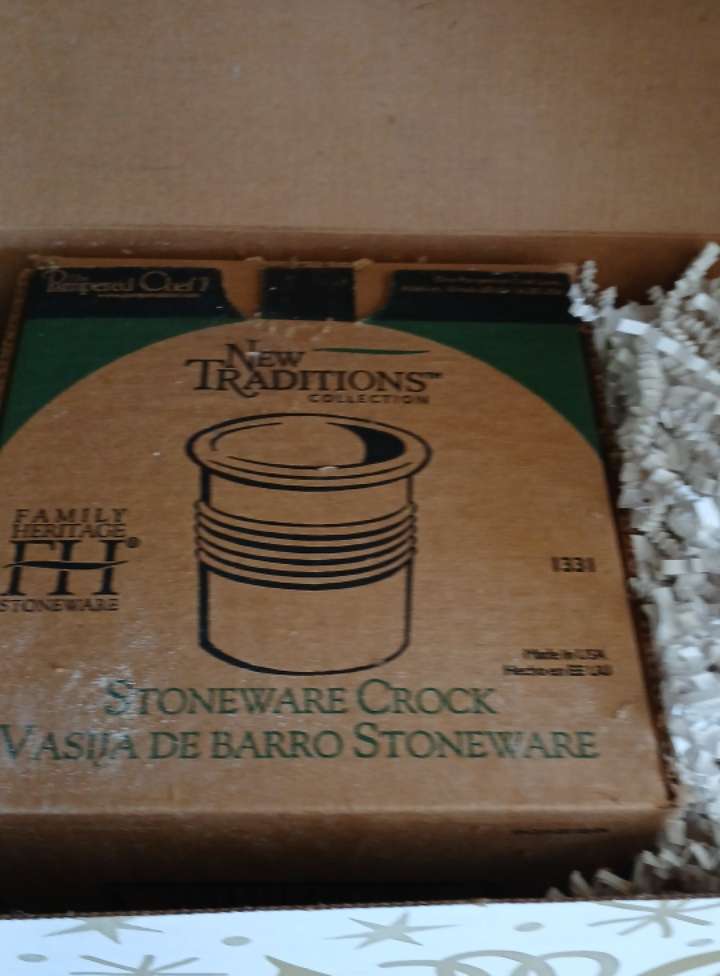 The Pampered Chef
New
Traditions™
COLLECTION
FAMILY
HERITAGE
FH®
STONEWARE
1331
Made in USA
Hecho en EE UU
Stoneware Crock
Vasija de barro Stoneware